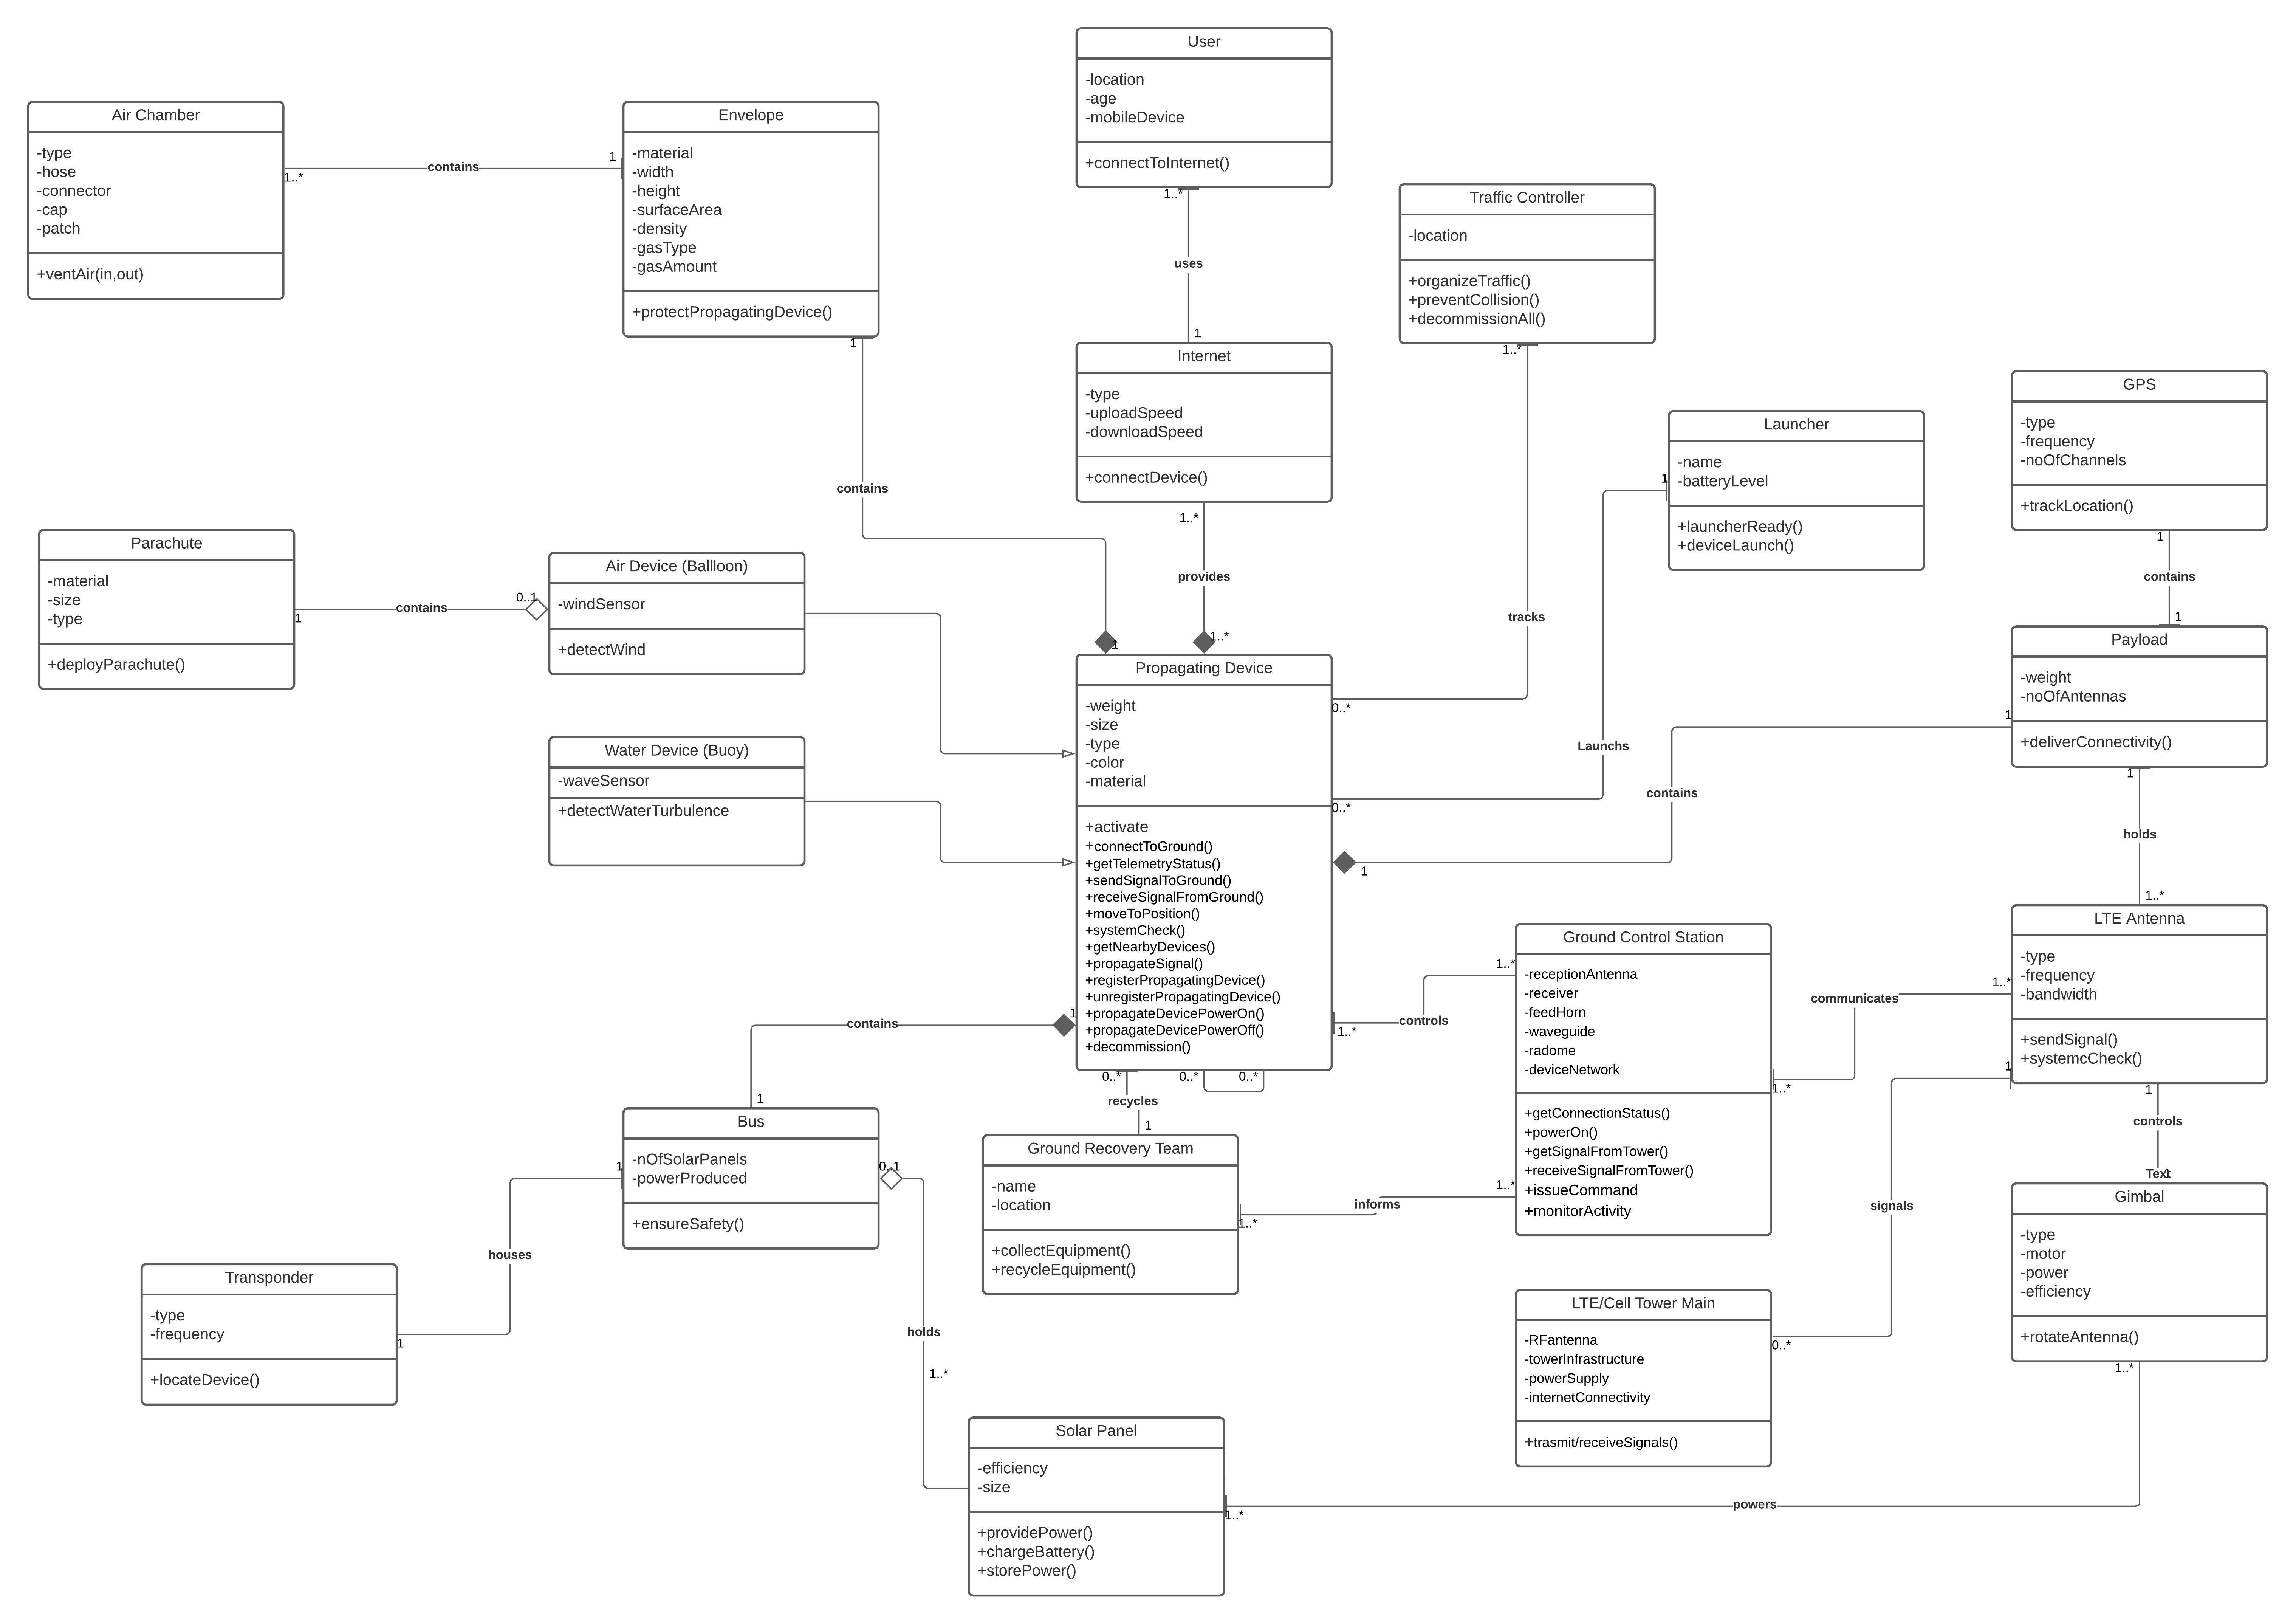 User
-location
-age
-mobileDevice
+connectToInternet()
1..*
uses
1
Air Chamber
-type
-hose
-connector
-cap
-patch
+ventAir(in,out)
1..*
contains
1
Envelope
-material
-width
-height
-surfaceArea
-density
-gasType
-gasAmount
+protectPropagatingDevice()
1
contains
1
Traffic Controller
-location
+organizeTraffic()
+preventCollision()
+decommissionAll()
1..*
tracks
0..*
Internet
-type
-uploadSpeed
-downloadSpeed
+connectDevice()
1..*
provides
1..*
Launcher
-name
-batteryLevel
+launcherReady()
+deviceLaunch()
1
Launchs
0..*
GPS
-type
-frequency
-noOfChannels
+trackLocation()
1
contains
1
Parachute
-material
-size
-type
+deployParachute()
1
contains
0..1
Air Device (Ballloon)
-windSensor
+detectWind
Water Device (Buoy)
-waveSensor
+detectWaterTurbulence
Propagating Device
-weight
-size
-type
-color
-material
+activate
+connectToGround()
+getTelemetryStatus()
+sendSignalToGround()
+receiveSignalFromGround()
+moveToPosition()
+systemCheck()
+getNearbyDevices()
+propagateSignal()
+registerPropagatingDevice()
+unregisterPropagatingDevice()
+propagateDevicePowerOn()
+propagateDevicePowerOff()
+decommission()
Payload
-weight
-noOfAntennas
+deliverConnectivity()
1
contains
1
1
holds
1..*
LTE Antenna
-type
-frequency
-bandwidth
+sendSignal()
+systemcCheck()
1..*
communicates
1..*
Ground Control Station
-receptionAntenna
-receiver
-feedHorn
-waveguide
-radome
-deviceNetwork
+getConnectionStatus()
+powerOn()
+getSignalFromTower()
+receiveSignalFromTower()
+issueCommand
+monitorActivity
1..*
controls
1..*
1
contains
1
0..*
recycles
1
0..*
0..*
Bus
-nOfSolarPanels
-powerProduced
+ensureSafety()
1
houses
1
0..1
holds
1..*
Ground Recovery Team
-name
-location
+collectEquipment()
+recycleEquipment()
1..*
informs
1..*
1
signals
0..*
1
controls
Text
1
Gimbal
-type
-motor
-power
-efficiency
+rotateAntenna()
1..*
Transponder
-type
-frequency
+locateDevice()
LTE/Cell Tower Main
-RFantenna
-towerInfrastructure
-powerSupply
-internetConnectivity
+trasmit/receiveSignals()
Solar Panel
-efficiency
-size
+providePower()
+chargeBattery()
+storePower()
1..*
powers